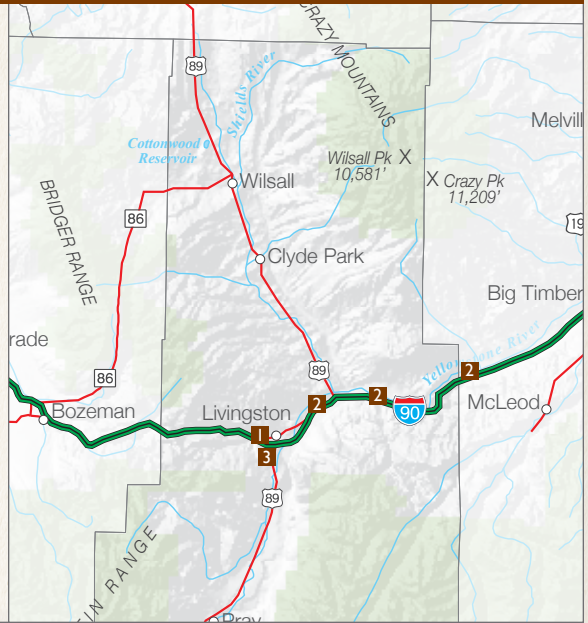 CRAZY MOUNTAINS
89
Shields River
Melvill
Cottonwood
Reservoir
Wilsall Pk X
10,581’
X Crazy Pk
11,209’
Wilsall
BRIDGER RANGE
86
19
Clyde Park
Big Timber
rade
Yellowstone River
89
86
2
2
2
90
McLeod
Bozeman
Livingston
1
3
89
IN RANGE
Pray